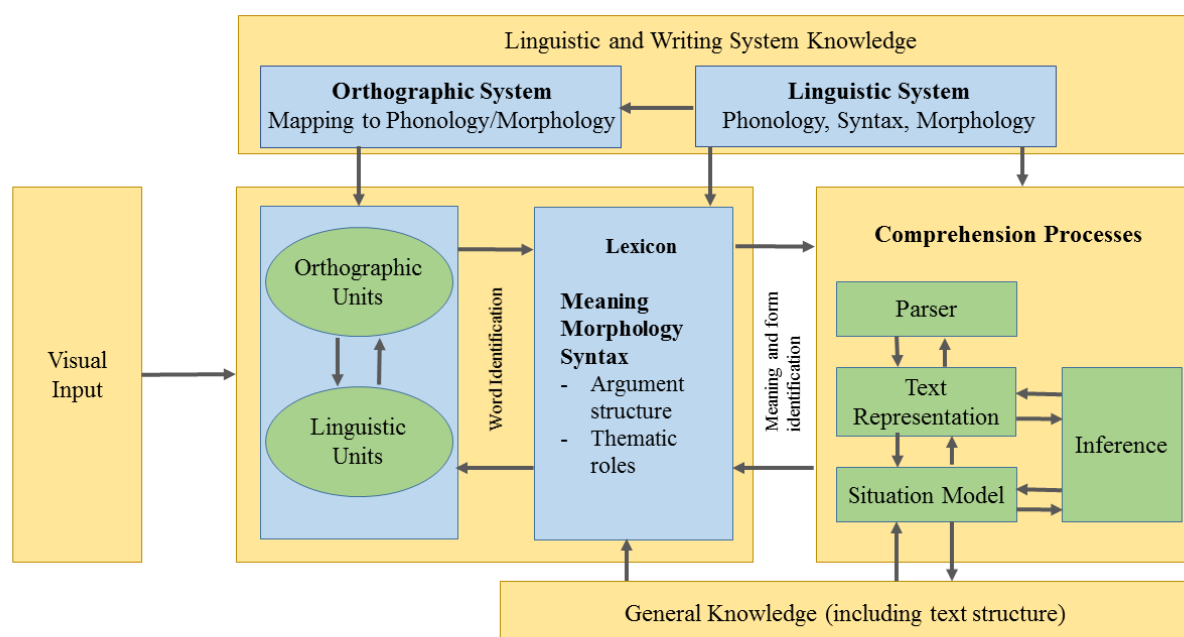 Linguistic and Writing System Knowledge
Orthographic System
Mapping to Phonology/Morphology
Linguistic System
Phonology, Syntax, Morphology
Visual
Input
Orthographic
Units
Linguistic
Units
Word Identification
Lexicon
Meaning
Morphology
Syntax
- Argument
structure
- Thematic
roles
Meaning and form
identification
Comprehension Processes
Parser
Text
Representation
Situation Model
Inference
General Knowledge (including text structure)